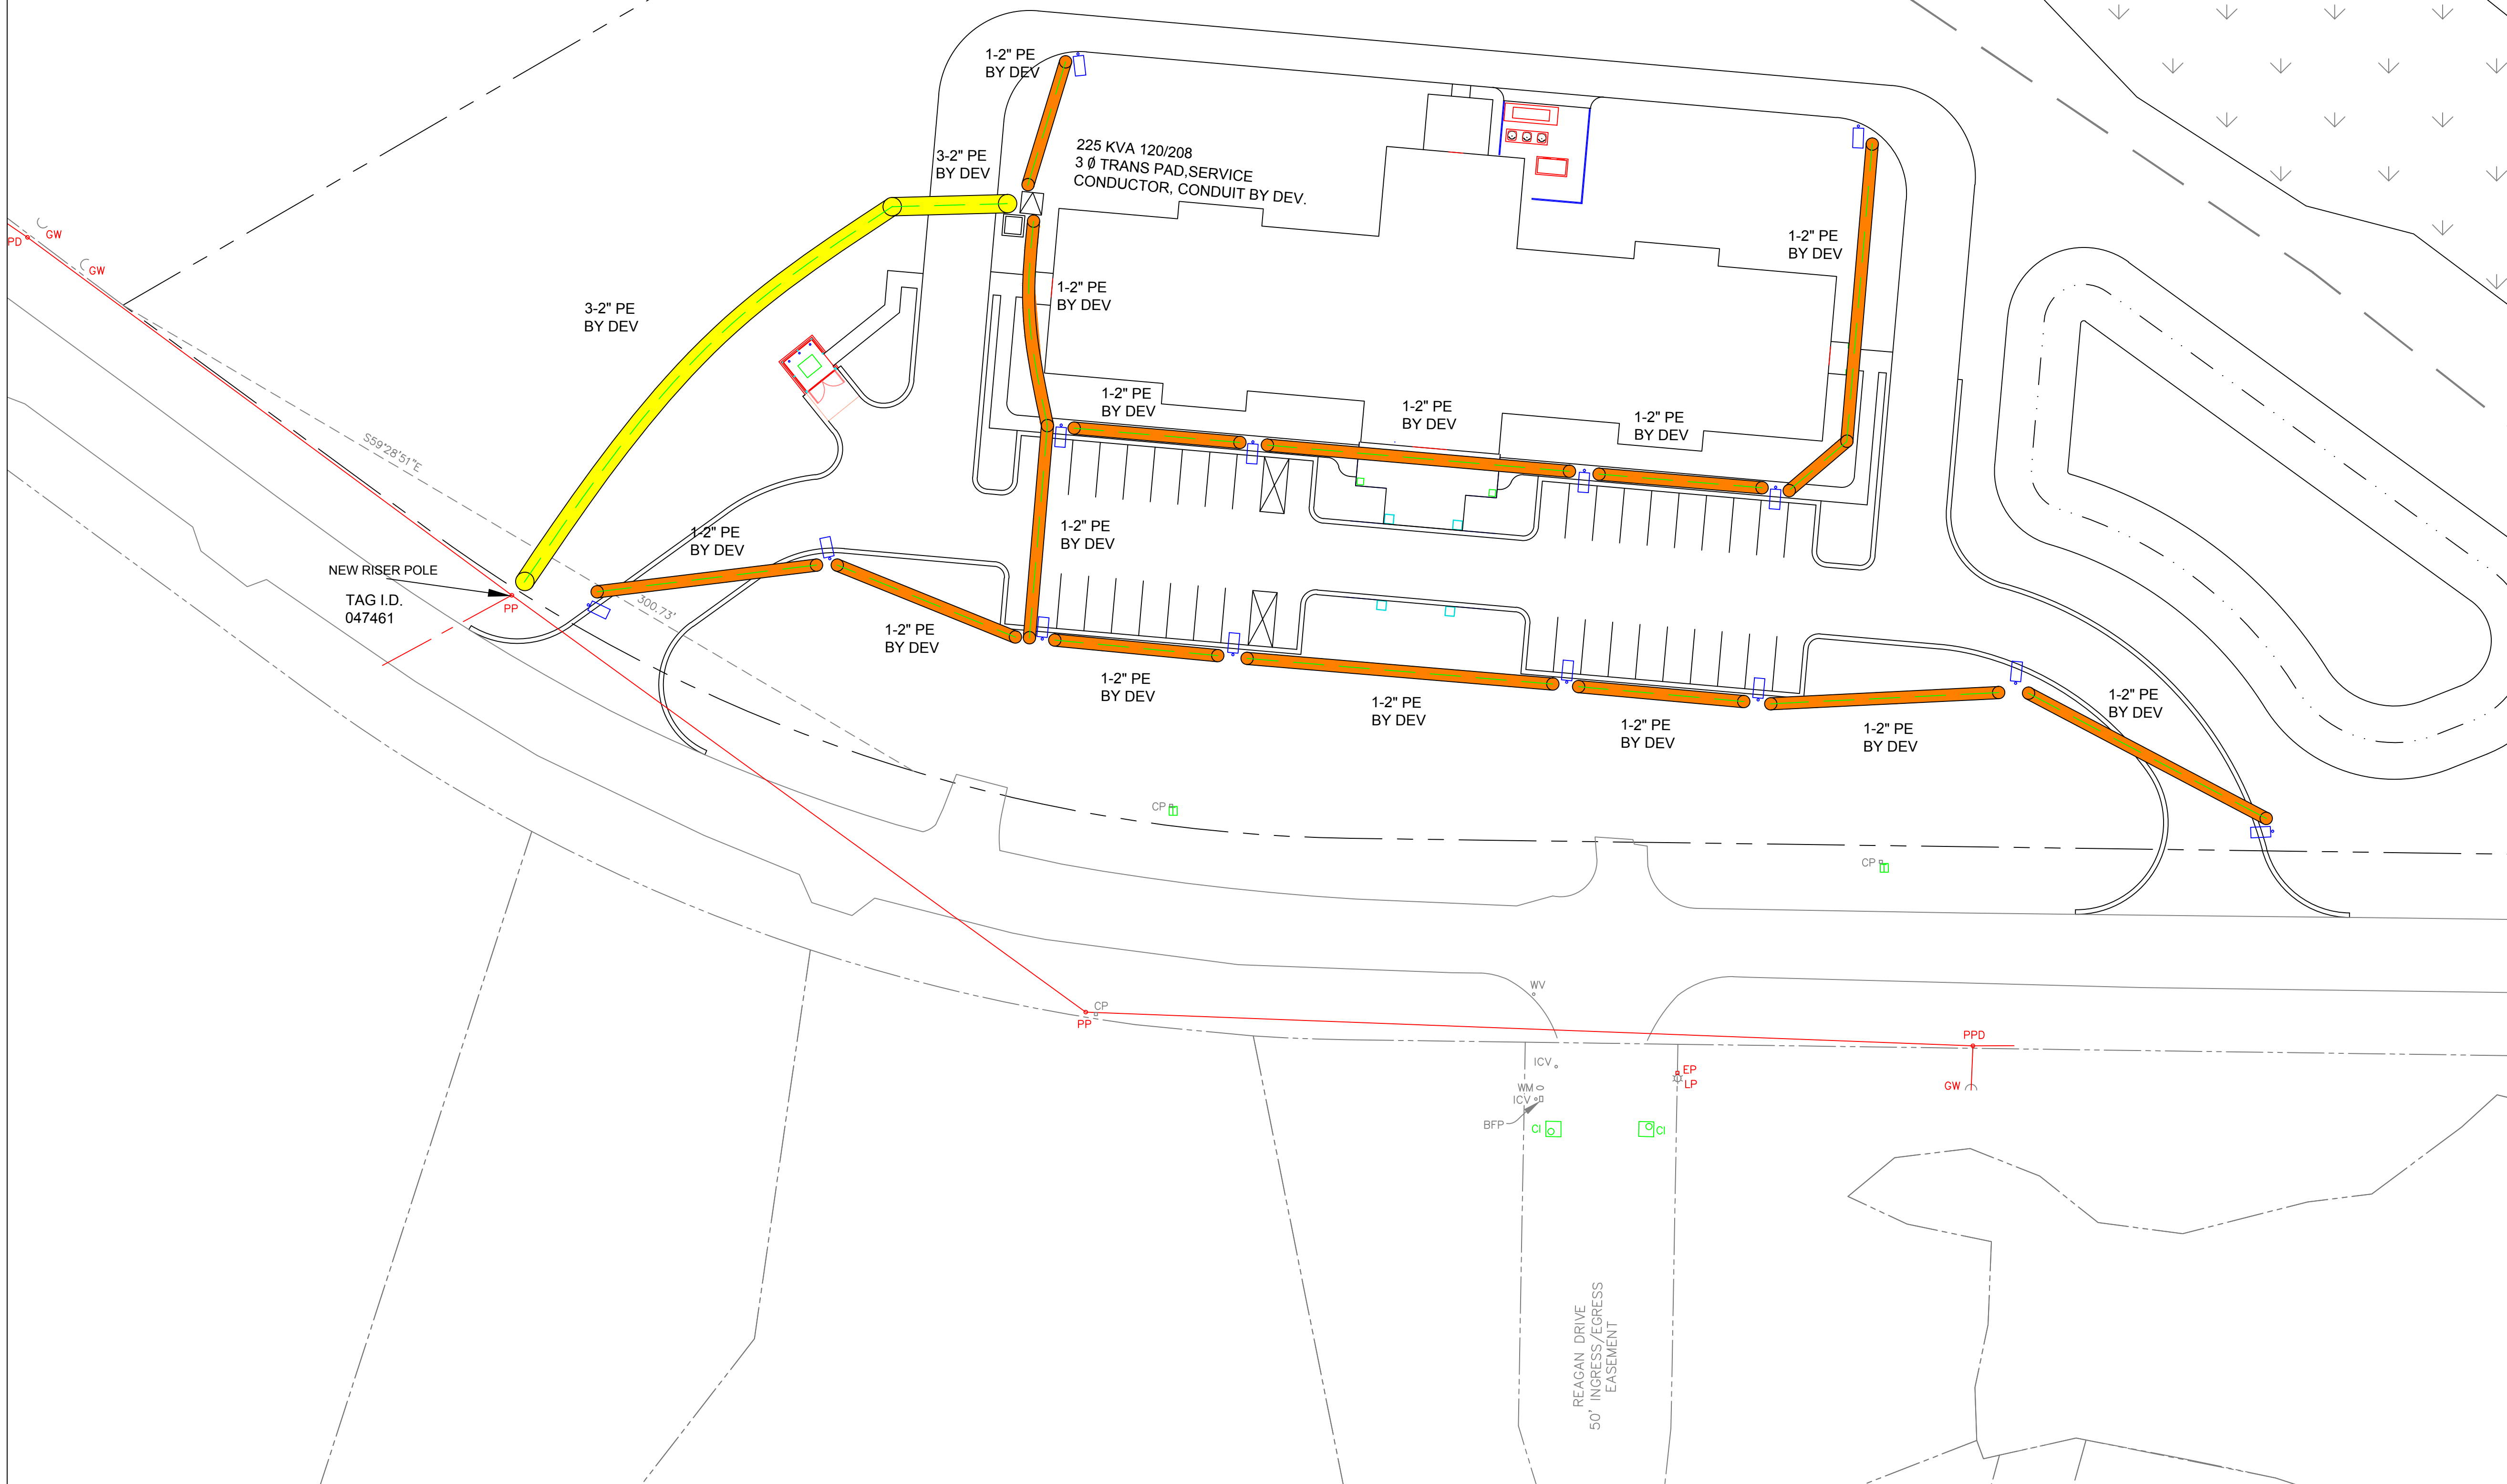 1-2" PE
BY DEV
3-2" PE
BY DEV
225 KVA 120/208
3 Ø TRANS PAD,SERVICE
CONDUCTOR, CONDUIT BY DEV.
PD
GW
GW
1-2" PE
BY DEV
1-2" PE
BY DEV
3-2" PE
BY DEV
1-2" PE
BY DEV
1-2" PE
BY DEV
1-2" PE
BY DEV
S59°28'51"E
1-2" PE
BY DEV
1-2" PE
BY DEV
NEW RISER POLE
TAG I.D.
047461
PP
300.73'
1-2" PE
BY DEV
1-2" PE
BY DEV
1-2" PE
BY DEV
1-2" PE
BY DEV
1-2" PE
BY DEV
1-2" PE
BY DEV
CP
CP
WV
CP
PP
PPD
ICV
EP
LP
WM
GW
ICV
BFP
CI
CI
REAGAN DRIVE
50' INGRESS/EGRESS
EASEMENT